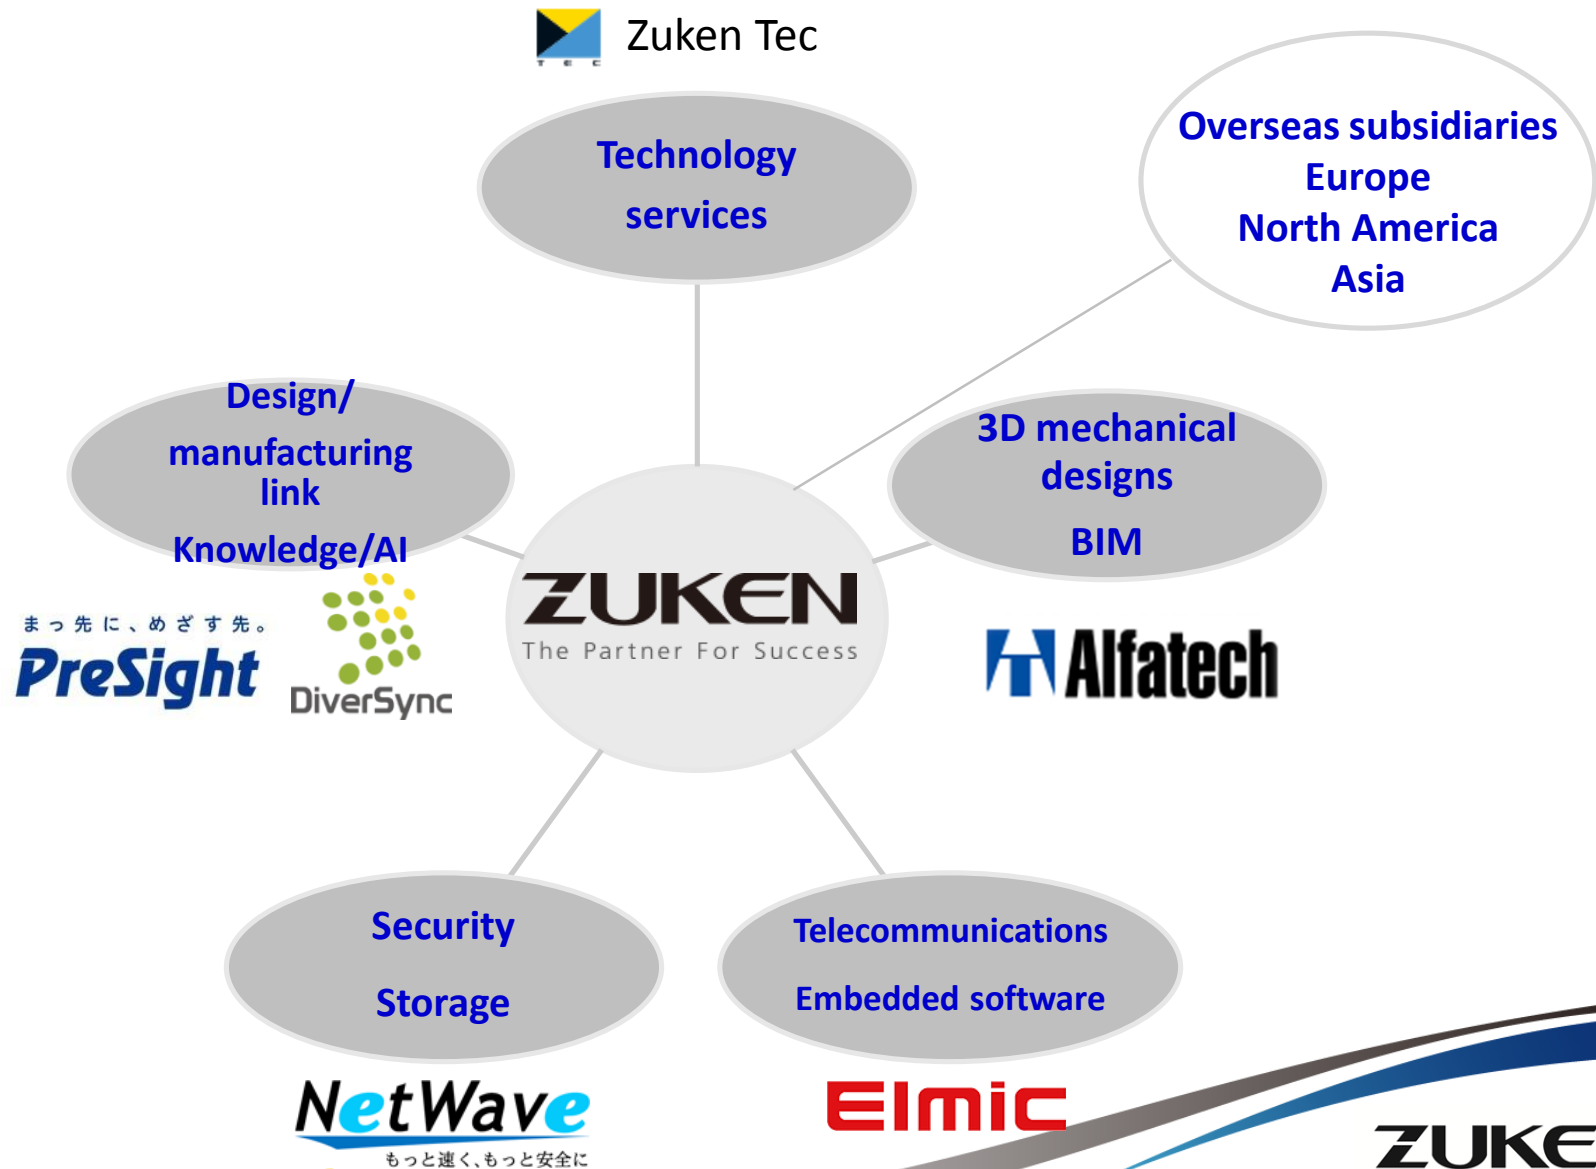 TEC
Zuken Tec
Technology
services
Overseas subsidiaries
Europe
North America
Asia
Design/
manufacturing
link
Knowledge/AI
3D mechanical
designs
BIM
ZUKEN
The Partner For Success
まっ先に、めざす先。
PreSight
DiverSync
Alfatech
Security
Storage
Telecommunications
Embedded software
NetWave
もっと速く、もっと安全に
Elmic
ZUKE